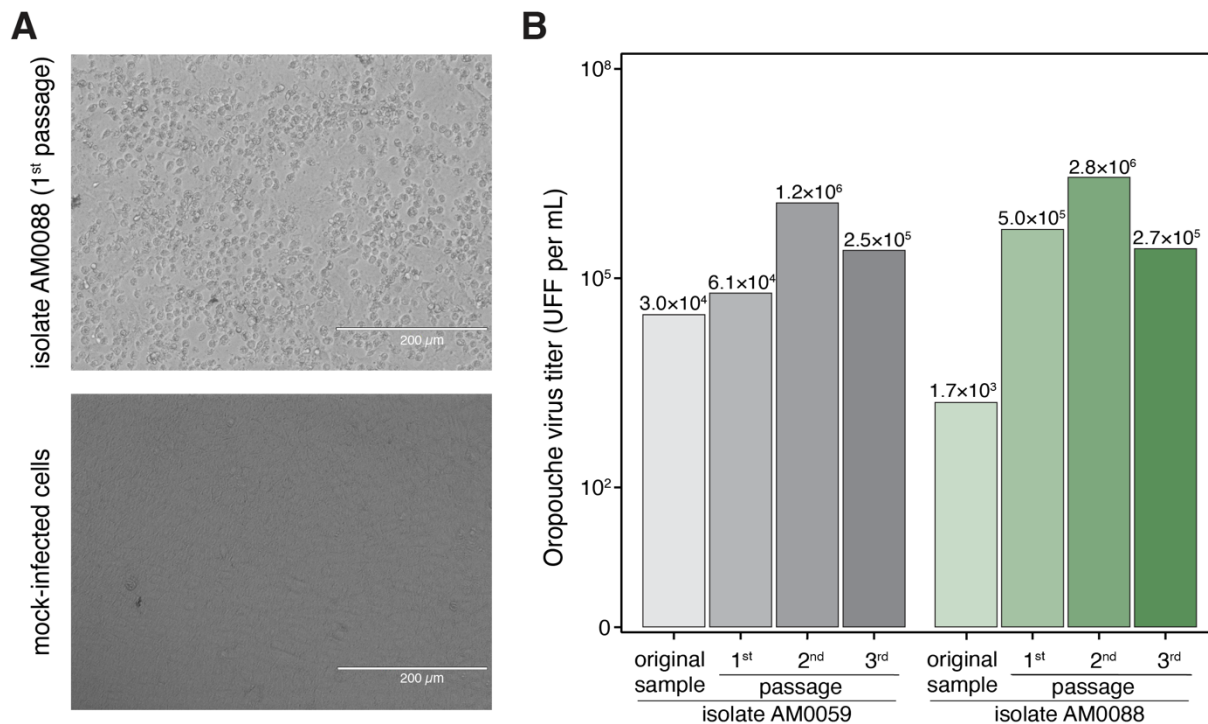 A
isolate AM0088 (1st passage)
200 µm
mock-infected cells
200 µm
B
Oropouche virus titer (UFF per mL)
10⁸
10⁵
10²
0
3.0×10⁴
6.1×10⁴
1.2×10⁶
2.5×10⁵
1.7×10³
5.0×10⁵
2.8×10⁶
2.7×10⁵
original
sample
1st
2nd
3rd
passage
isolate AM0059
original
sample
1st
2nd
3rd
passage
isolate AM0088